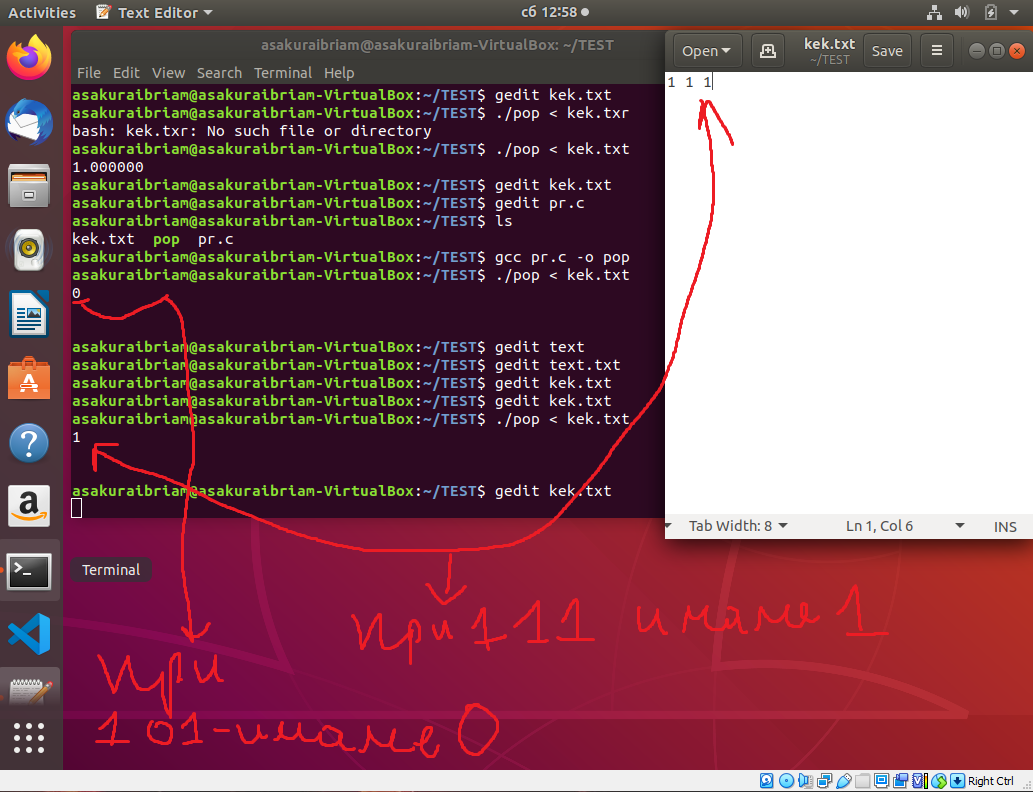 Activities Text Editor сб 12:58
asakuraibriam@asakuraibriam-VirtualBox: ~/TEST
File Edit View Search Terminal Help
asakuraibriam@asakuraibriam-VirtualBox:~/TEST$ gedit kek.txt
asakuraibriam@asakuraibriam-VirtualBox:~/TEST$ ./pop < kek.txr
bash: kek.txr: No such file or directory
asakuraibriam@asakuraibriam-VirtualBox:~/TEST$ ./pop < kek.txt
1.000000
asakuraibriam@asakuraibriam-VirtualBox:~/TEST$ gedit kek.txt
asakuraibriam@asakuraibriam-VirtualBox:~/TEST$ gedit pr.c
asakuraibriam@asakuraibriam-VirtualBox:~/TEST$ ls
kek.txt pop pr.c
asakuraibriam@asakuraibriam-VirtualBox:~/TEST$ gcc pr.c -o pop
asakuraibriam@asakuraibriam-VirtualBox:~/TEST$ ./pop < kek.txt
0
asakuraibriam@asakuraibriam-VirtualBox:~/TEST$ gedit text
asakuraibriam@asakuraibriam-VirtualBox:~/TEST$ gedit text.txt
asakuraibriam@asakuraibriam-VirtualBox:~/TEST$ gedit kek.txt
asakuraibriam@asakuraibriam-VirtualBox:~/TEST$ gedit kek.txt
asakuraibriam@asakuraibriam-VirtualBox:~/TEST$ ./pop < kek.txt
1
asakuraibriam@asakuraibriam-VirtualBox:~/TEST$ gedit kek.txt
Open kek.txt Save
~/TEST
1 1 1
Tab Width: 8 Ln 1, Col 6 INS
Terminal
при 111 имаме 1
при
101-имаме 0
Right Ctrl